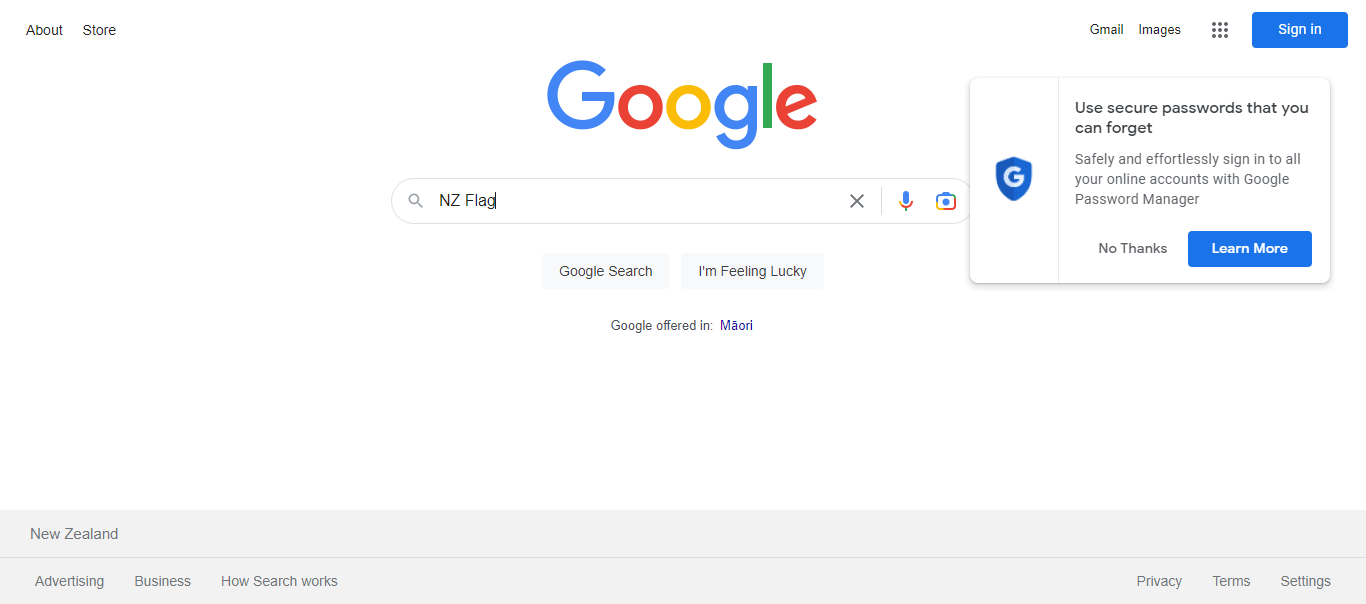 About Store
Gmail Images
Sign in
Google
NZ Flag
Use secure passwords that you
can forget
Safely and effortlessly sign in to all
your online accounts with Google
Password Manager
No Thanks
Learn More
G
Google Search
I'm Feeling Lucky
Google offered in: Māori
New Zealand
Advertising Business How Search works
Privacy Terms Settings